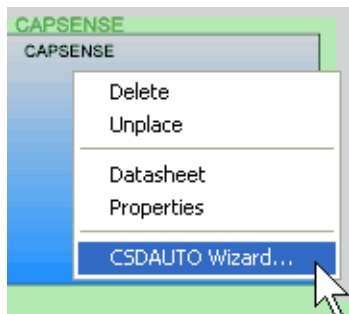 CAPSENSE
CAPSENSE
Delete
Unplace
Datasheet
Properties
CSDAUTO Wizard...